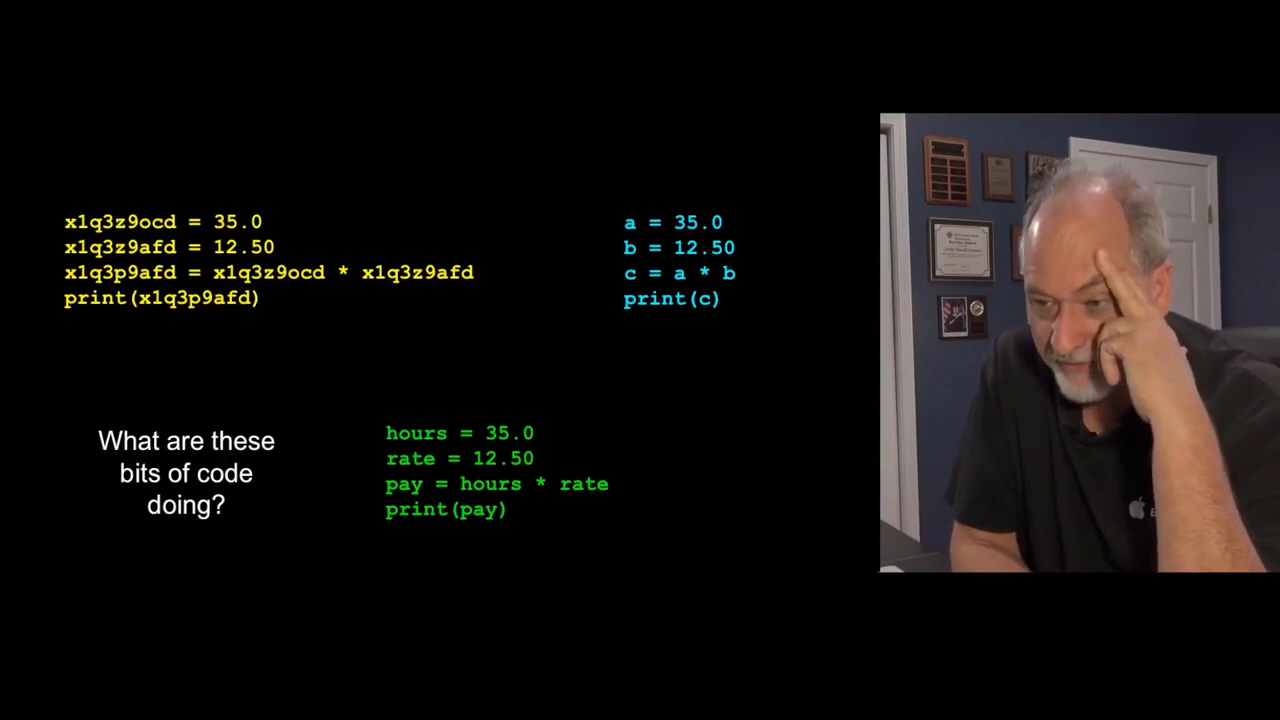 x1q3z9ocd = 35.0
x1q3z9afd = 12.50
x1q3p9afd = x1q3z9ocd * x1q3z9afd
print(x1q3p9afd)
a = 35.0
b = 12.50
c = a * b
print(c)
What are these
bits of code
doing?
hours = 35.0
rate = 12.50
pay = hours * rate
print(pay)